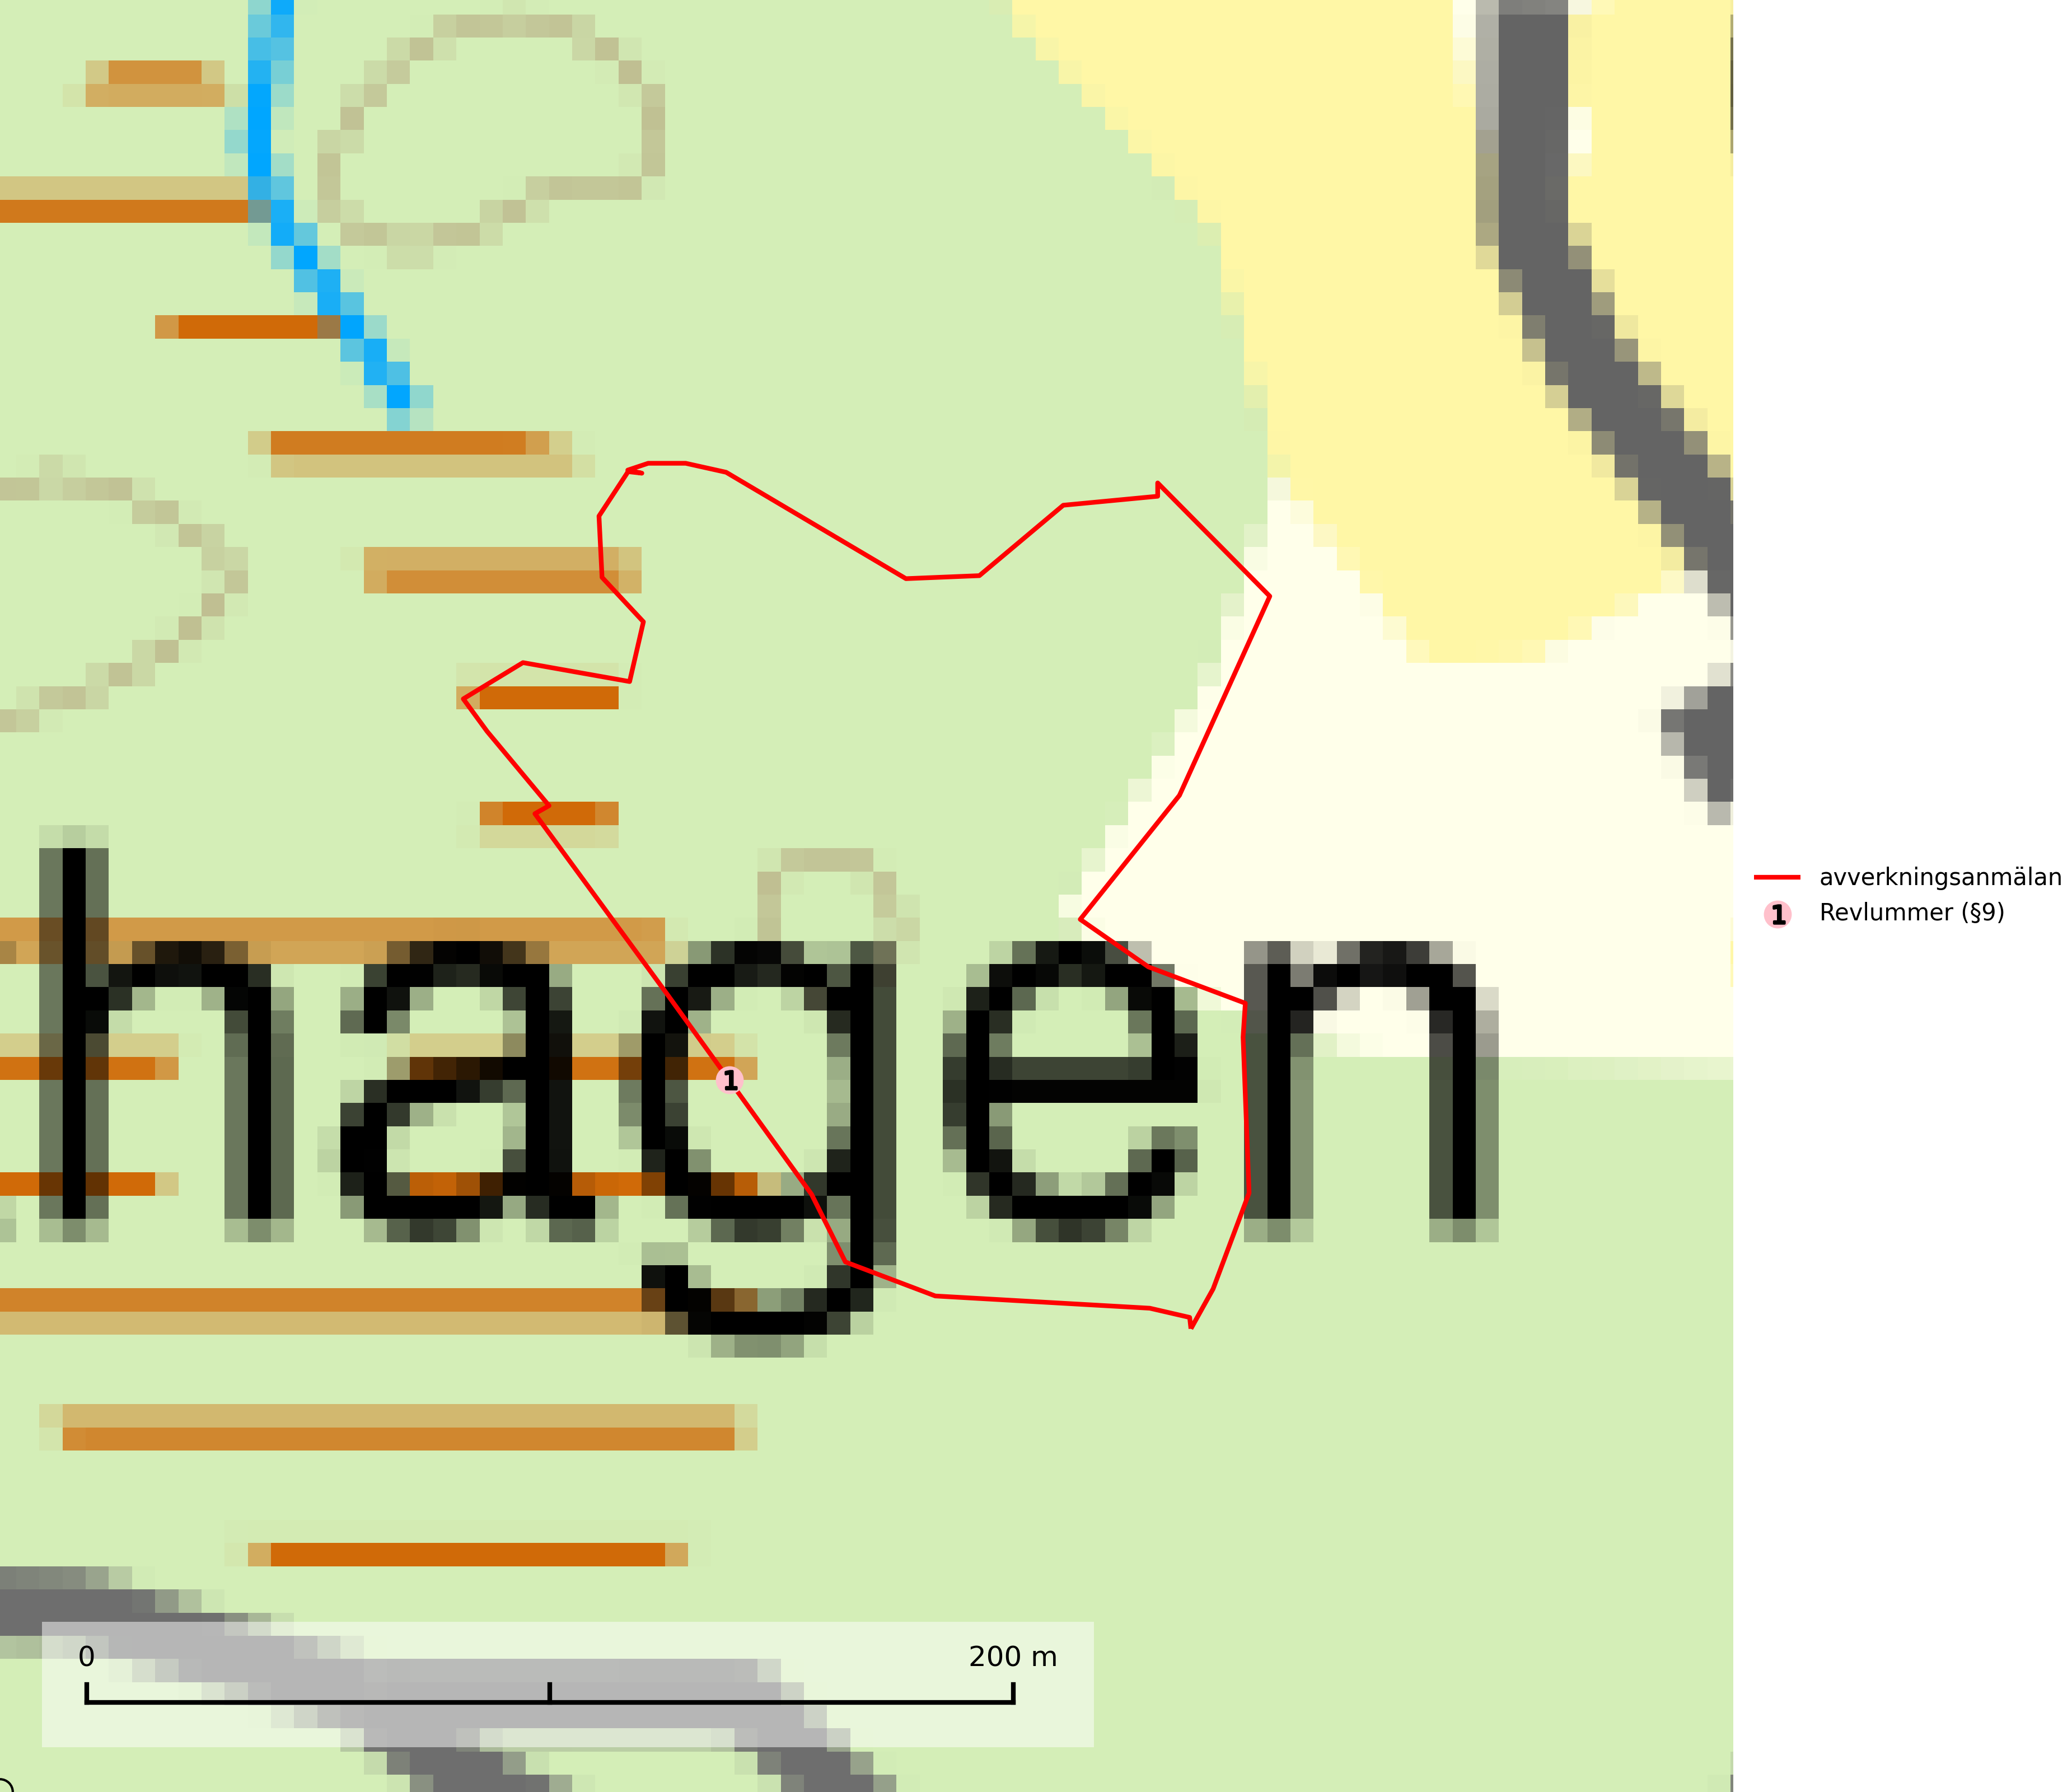 hagen
1
avverkningsanmälan
1 Revlummer (§9)
0 200 m